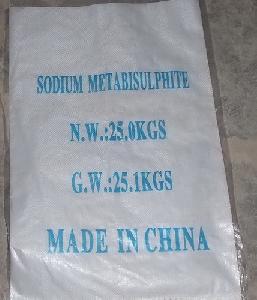 SODIUM METABISULPHITE
N.W.:25.0KGS
G.W.:25.1KGS
MADE IN CHINA